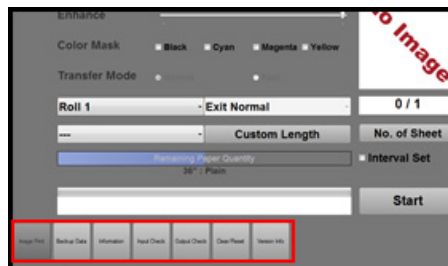 Enhance
No Image
Color Mask
Black
Cyan
Magenta
Yellow
Transfer Mode
Roll 1
Exit Normal
0 / 1
---
Custom Length
No. of Sheet
Remaining Paper Quantity
36" : Plain
Interval Set
Start
Image Print
Backup Data
Information
Input Check
Output Check
Clear Reset
Version Info